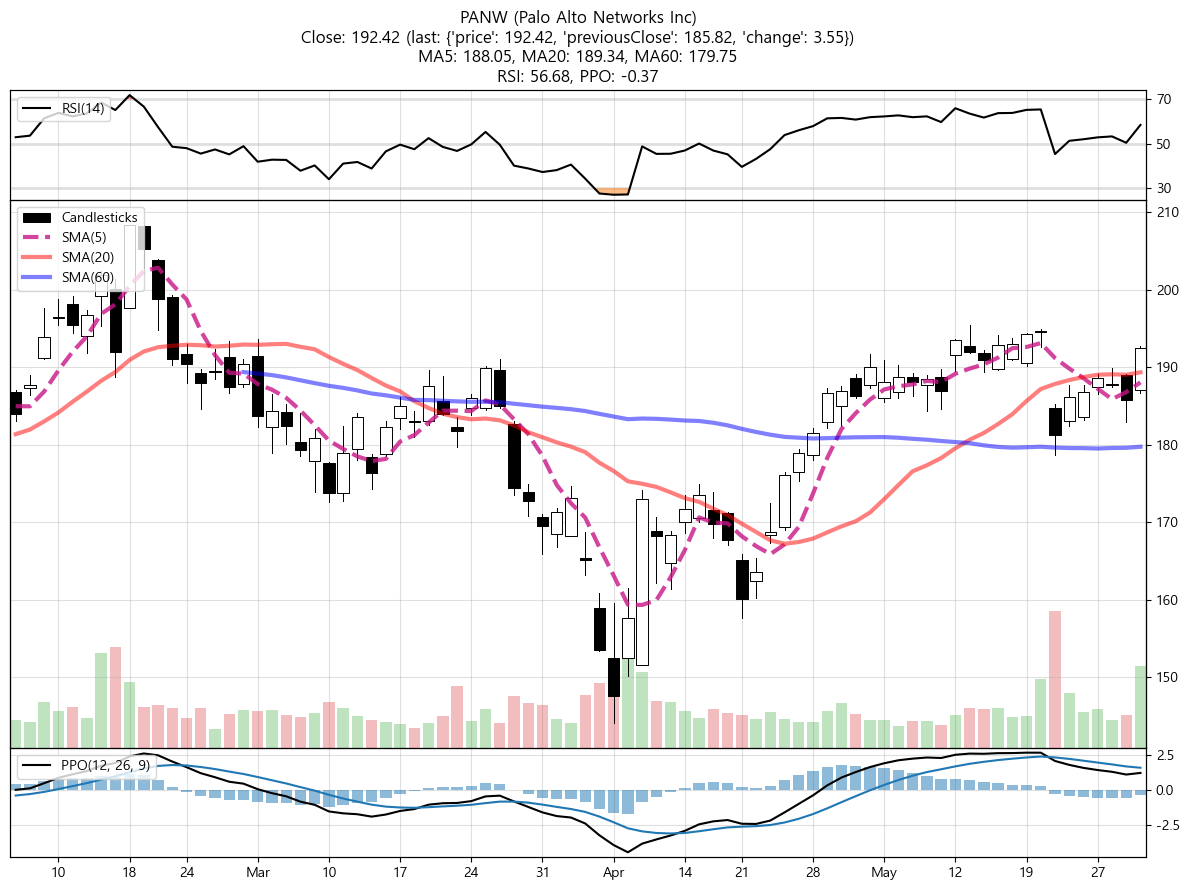 PANW (Palo Alto Networks Inc)
Close: 192.42 (last: {'price': 192.42, 'previousClose': 185.82, 'change': 3.55})
MA5: 188.05, MA20: 189.34, MA60: 179.75
RSI: 56.68, PPO: -0.37
RSI(14)
70
50
30
Candlesticks
SMA(5)
SMA(20)
SMA(60)
210
200
190
180
170
160
150
PPO(12, 26, 9)
2.5
0.0
-2.5
10 18 24 Mar 10 17 24 31 Apr 14 21 28 May 12 19 27